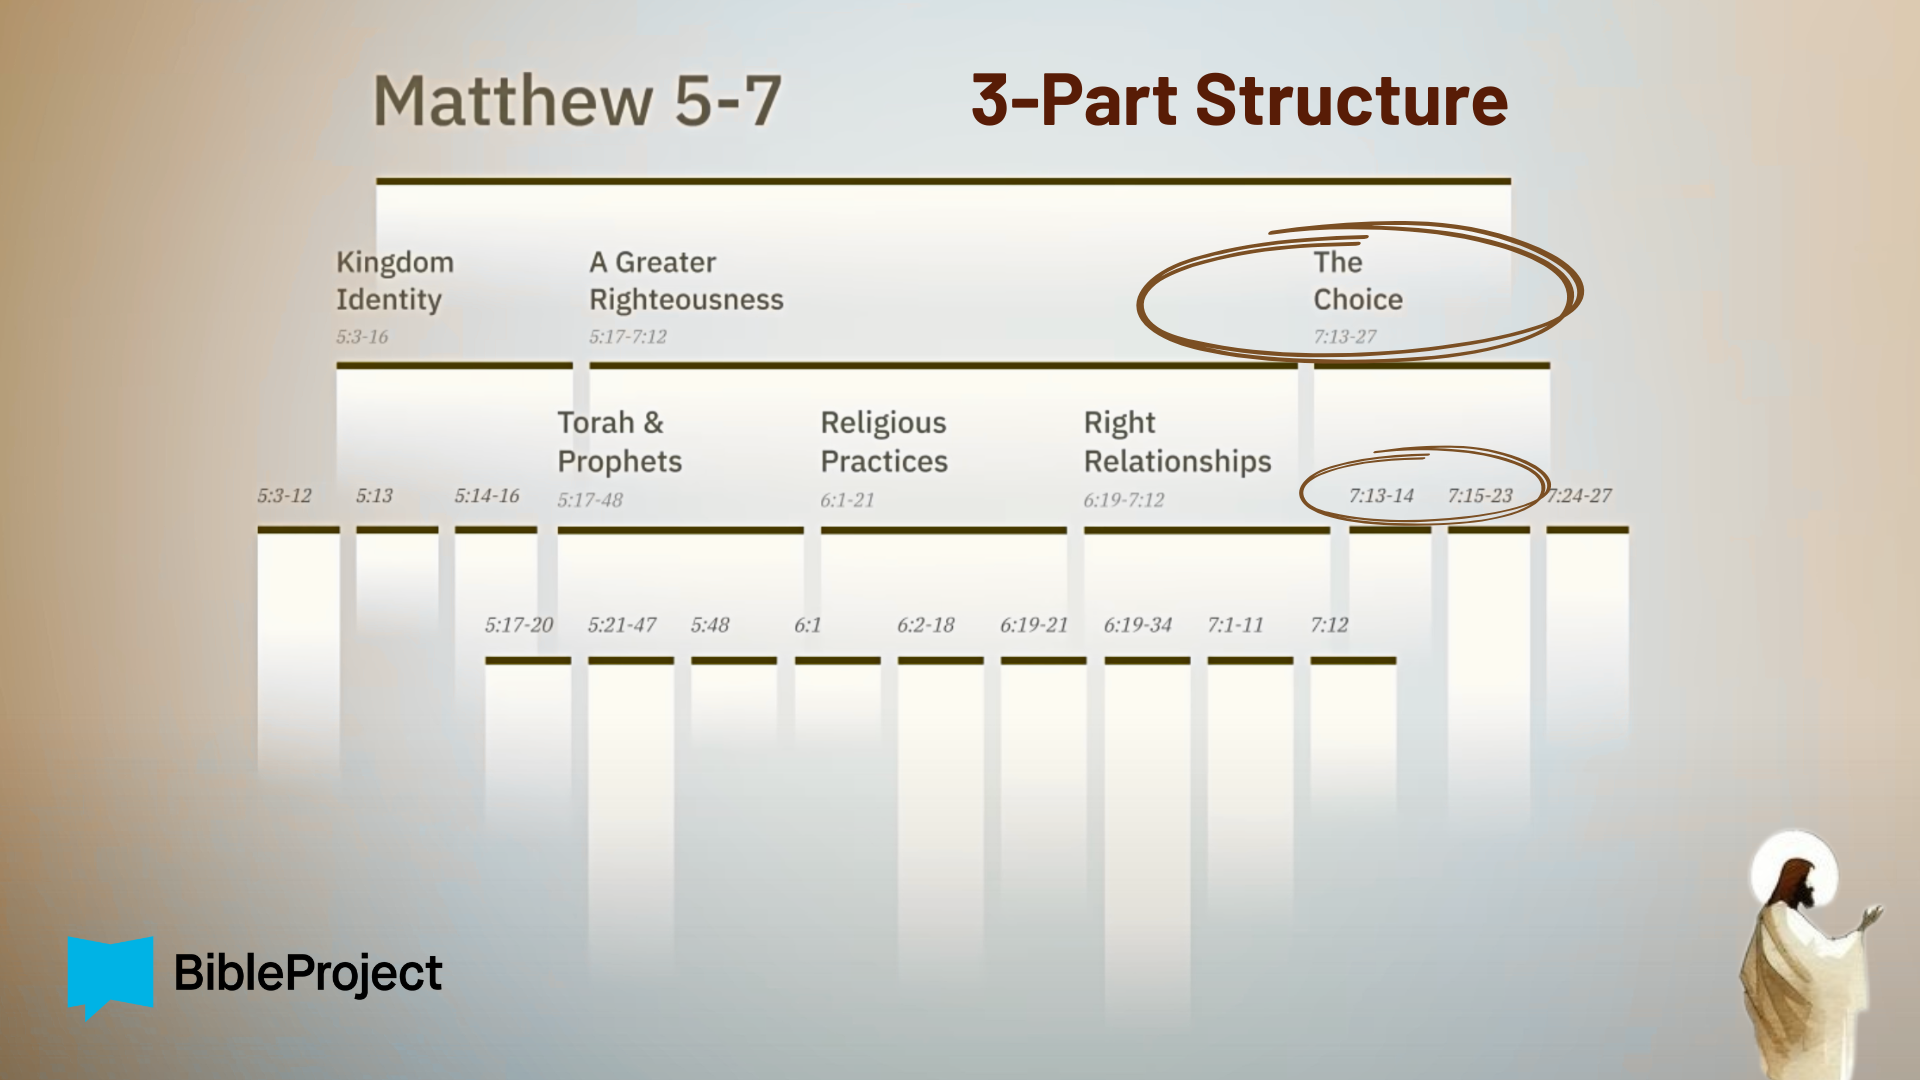 Matthew 5-7
3-Part Structure
Kingdom
Identity
5:3-16
A Greater
Righteousness
5:17-7:12
The
Choice
7:13-27
Torah &
Prophets
5:17-48
Religious
Practices
6:1-21
Right
Relationships
6:19-7:12
5:3-12
5:13
5:14-16
7:13-14
7:15-23
7:24-27
5:17-20
5:21-47
5:48
6:1
6:2-18
6:19-21
6:19-34
7:1-11
7:12
BibleProject